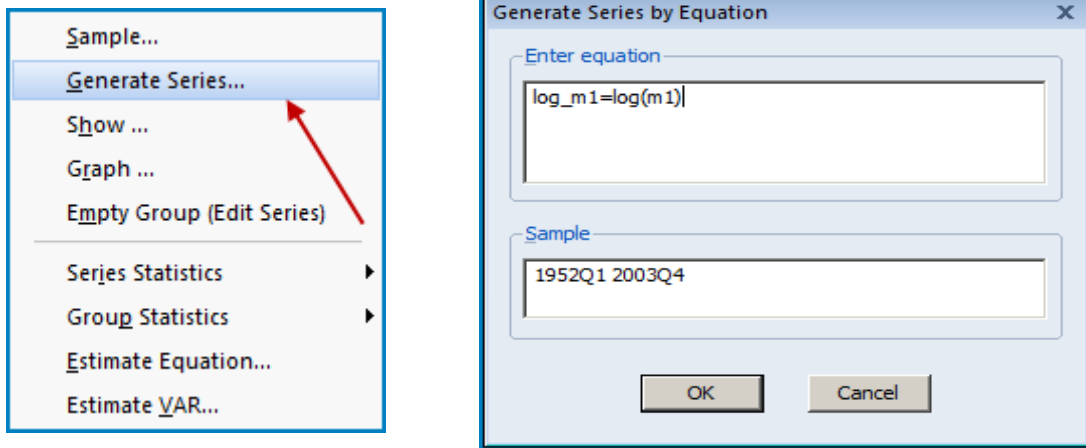 Sample...
Generate Series...
Show ...
Graph ...
Empty Group (Edit Series)
Series Statistics
Group Statistics
Estimate Equation...
Estimate VAR...
Generate Series by Equation
x
Enter equation
log_m1=log(m1)
Sample
1952Q1 2003Q4
OK Cancel